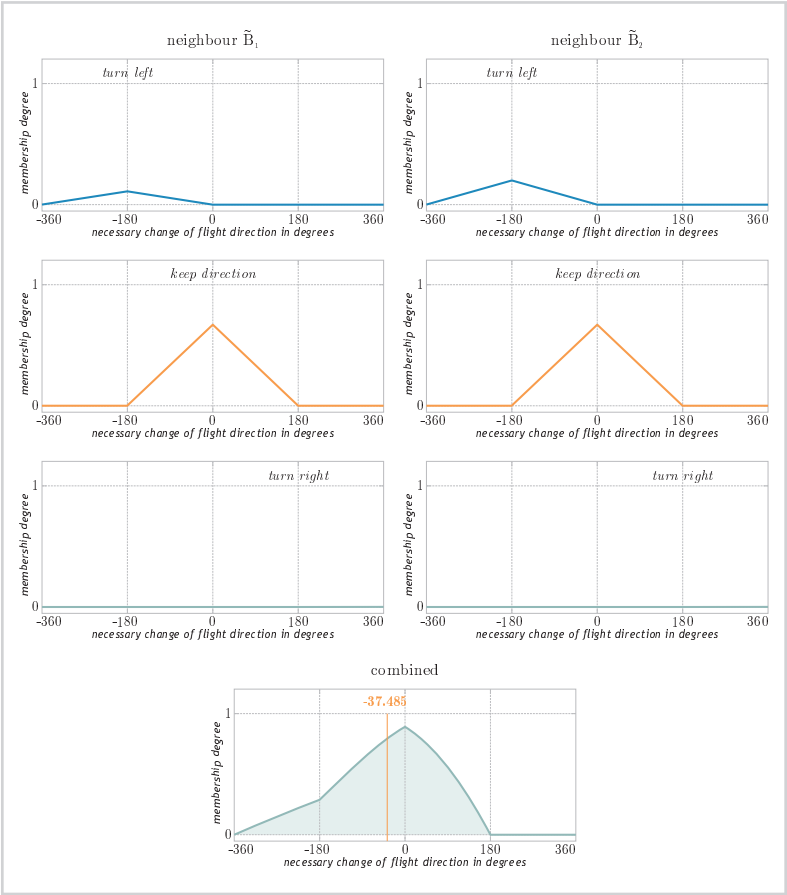 neighbour B̃₁
neighbour B̃₂
turn left
1
membership degree
0
-360 -180 0 180 360
necessary change of flight direction in degrees
turn left
1
membership degree
0
-360 -180 0 180 360
necessary change of flight direction in degrees
keep direction
1
membership degree
0
-360 -180 0 180 360
necessary change of flight direction in degrees
keep direction
1
membership degree
0
-360 -180 0 180 360
necessary change of flight direction in degrees
turn right
1
membership degree
0
-360 -180 0 180 360
necessary change of flight direction in degrees
turn right
1
membership degree
0
-360 -180 0 180 360
necessary change of flight direction in degrees
combined
-37.485
1
membership degree
0
-360 -180 0 180 360
necessary change of flight direction in degrees